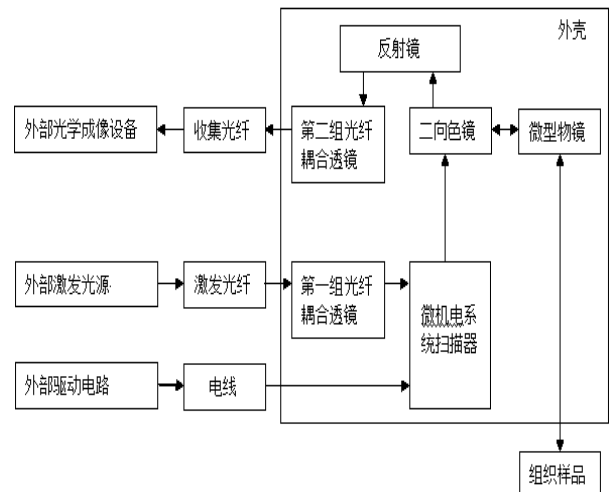 外壳
反射镜
外部光学成像设备
收集光纤
第二组光纤
耦合透镜
二向色镜
微型物镜
外部激发光源
激发光纤
第一组光纤
耦合透镜
微机电系
统扫描器
外部驱动电路
电线
组织样品